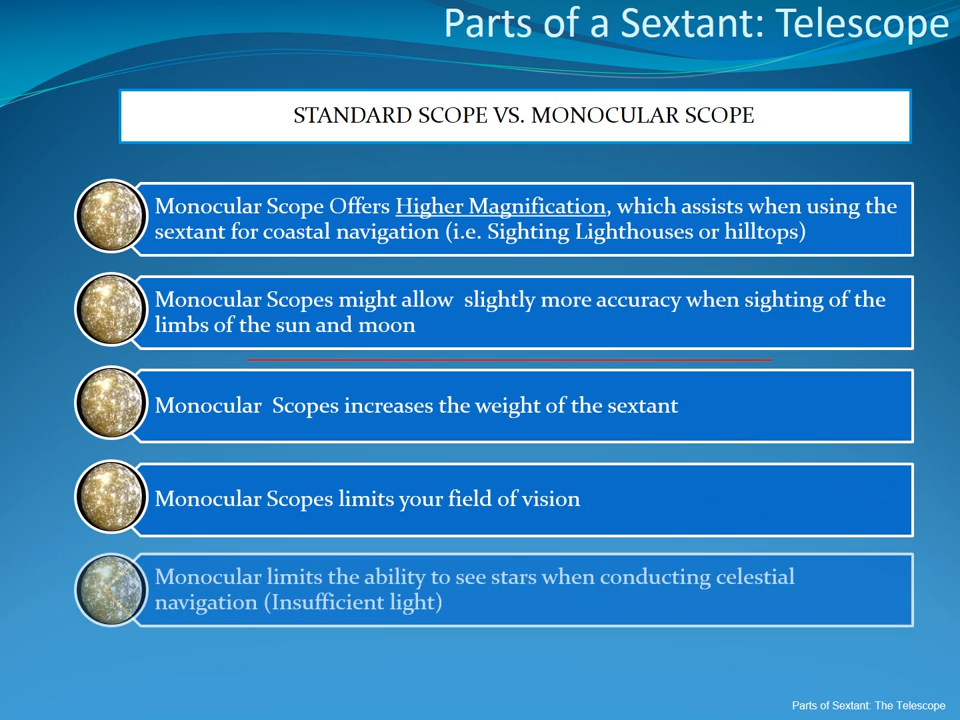 Parts of a Sextant: Telescope
STANDARD SCOPE VS. MONOCULAR SCOPE
Monocular Scope Offers Higher Magnification, which assists when using the
sextant for coastal navigation (i.e. Sighting Lighthouses or hilltops)
Monocular Scopes might allow  slightly more accuracy when sighting of the
limbs of the sun and moon
Monocular  Scopes increases the weight of the sextant
Monocular Scopes limits your field of vision
Monocular limits the ability to see stars when conducting celestial
navigation (Insufficient light)
Parts of Sextant: The Telescope